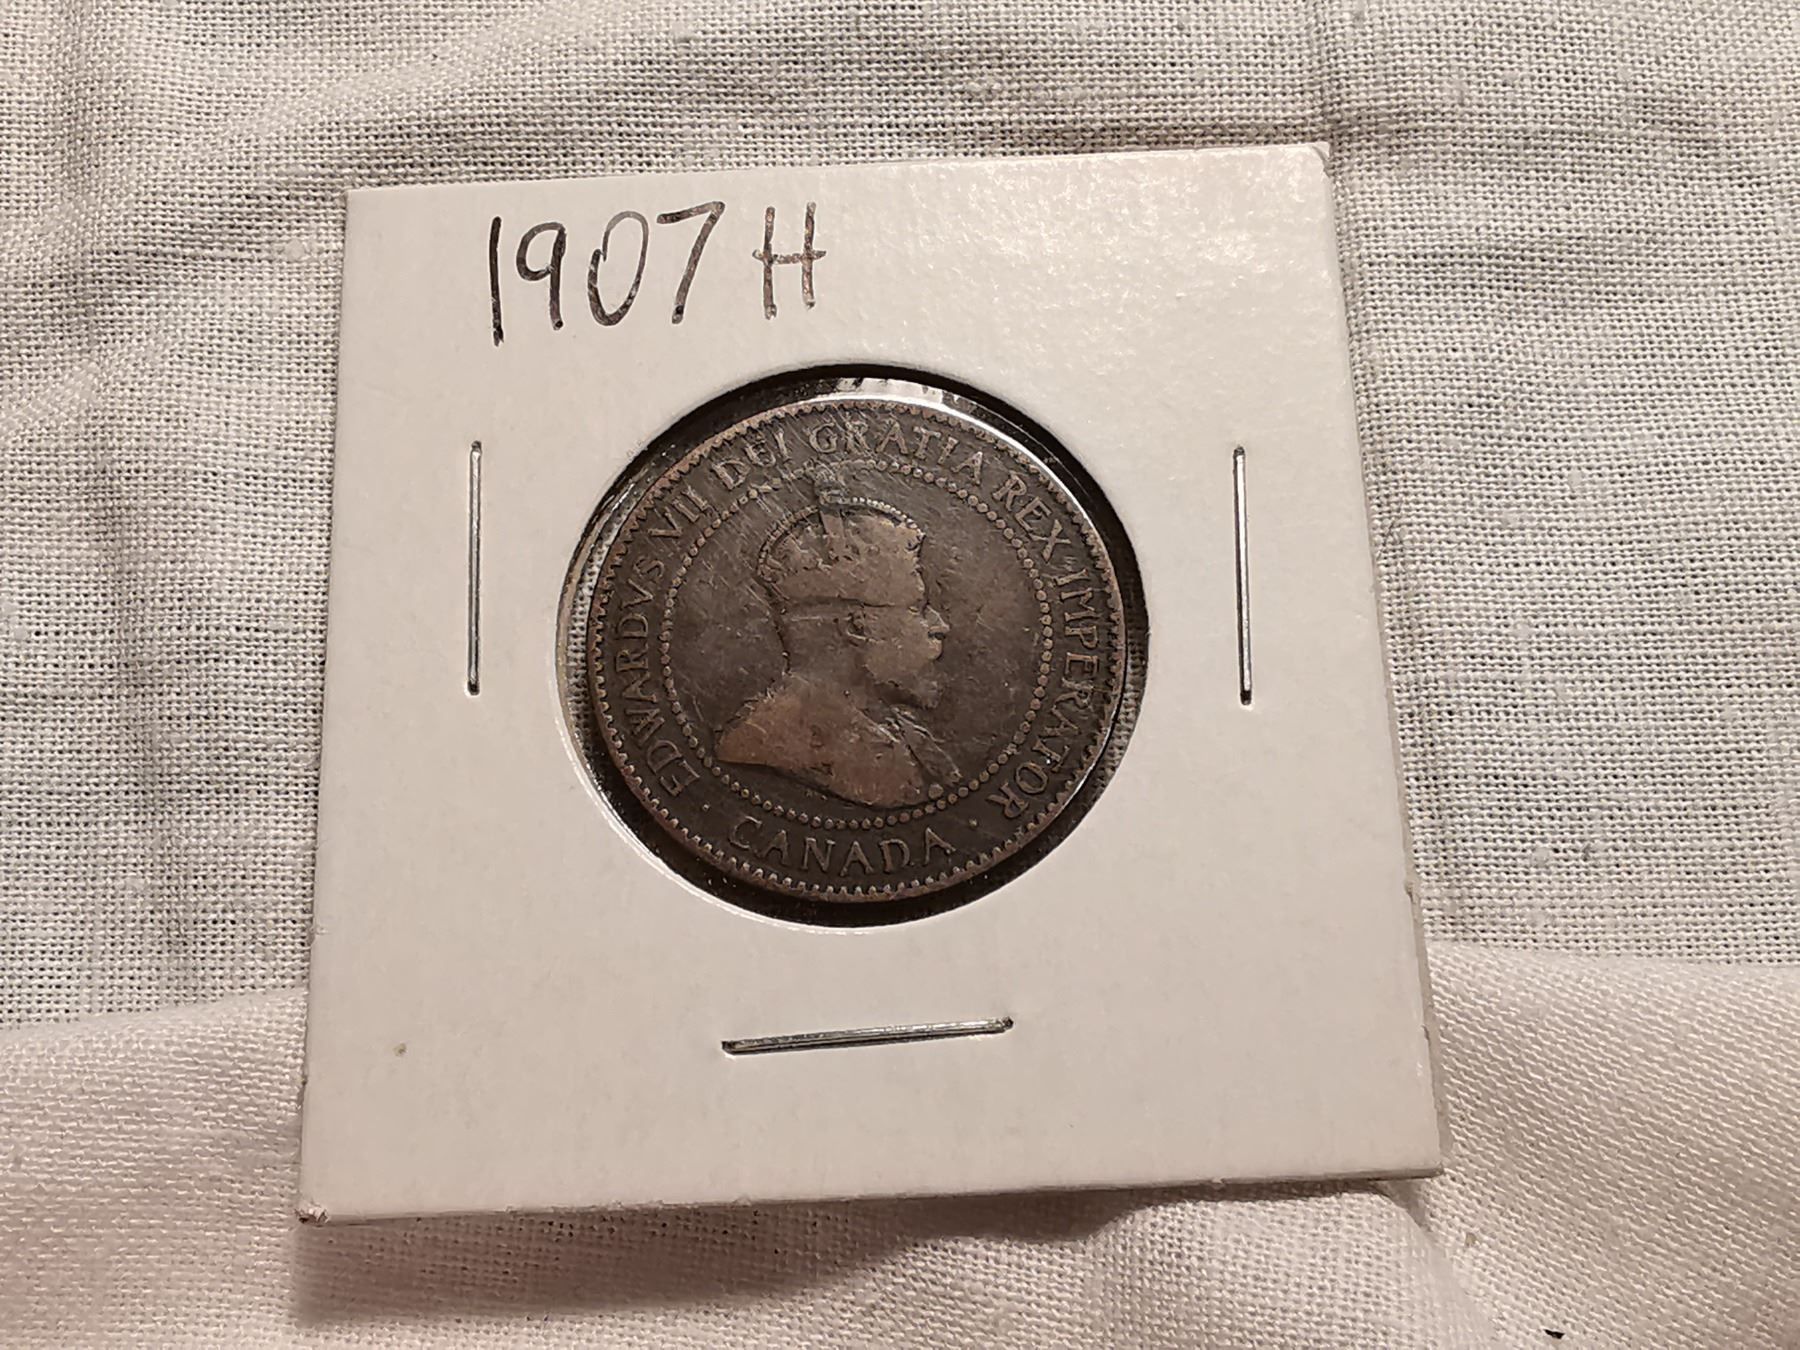 1907 H
EDWARDVS VII DEI GRATIA REX IMPERATOR
CANADA